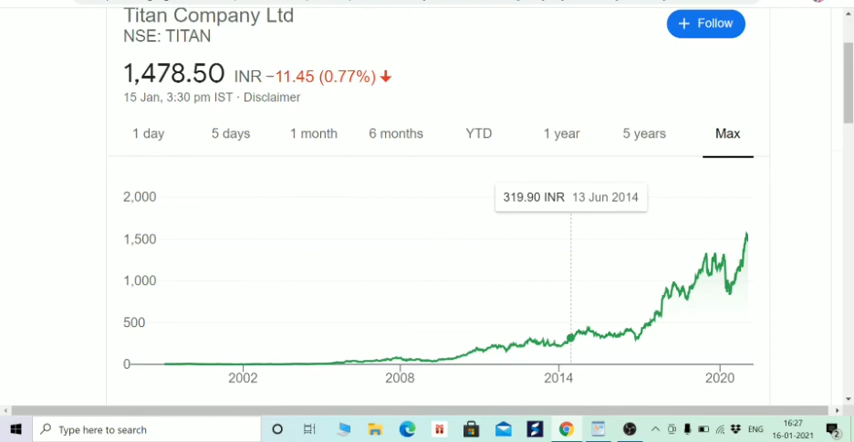 Titan Company Ltd
NSE: TITAN
+ Follow
1,478.50 INR −11.45 (0.77%) ↓
15 Jan, 3:30 pm IST · Disclaimer
1 day 5 days 1 month 6 months YTD 1 year 5 years Max
319.90 INR 13 Jun 2014
2,000
1,500
1,000
500
0
2002 2008 2014 2020
Type here to search
ENG
16:27
16-01-2021
2